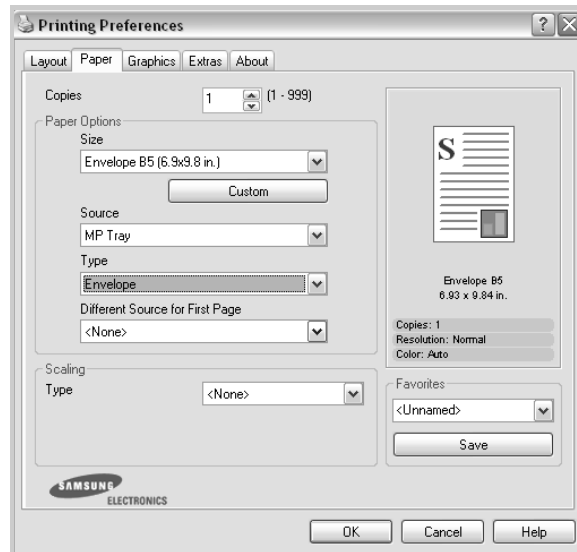 Printing Preferences
Layout Paper Graphics Extras About
Copies 1 (1 - 999)
Paper Options
Size
Envelope B5 (6.9x9.8 in.)
Custom
Source
MP Tray
Type
Envelope
Different Source for First Page
<None>
Scaling
Type <None>
S
Envelope B5
6.93 x 9.84 in.
Copies: 1
Resolution: Normal
Color: Auto
Favorites
<Unnamed>
Save
SAMSUNG
ELECTRONICS
OK Cancel Help